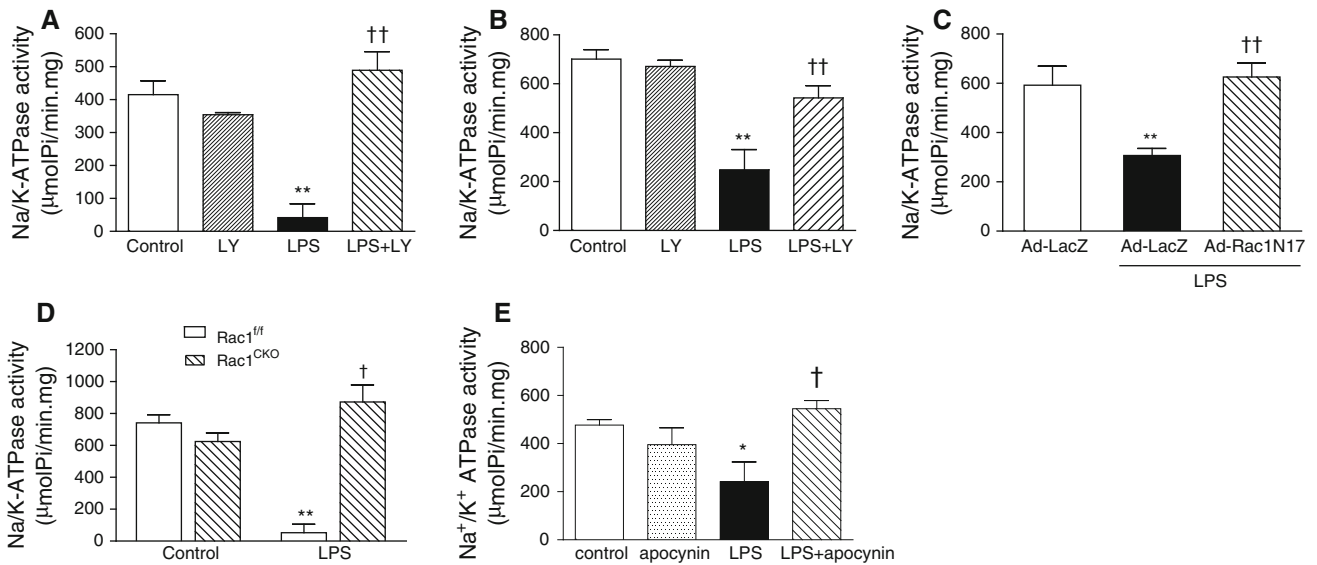 A
Na/K-ATPase activity
(μmolPi/min.mg)
600
500
400
300
200
100
0
**
††
Control LY LPS LPS+LY
B
Na/K-ATPase activity
(μmolPi/min.mg)
800
600
400
200
0
**
††
Control LY LPS LPS+LY
C
Na/K-ATPase activity
(μmolPi/min.mg)
800
600
400
200
0
**
††
Ad-LacZ Ad-LacZ Ad-Rac1N17
LPS
D
Rac1f/f
Rac1CKO
Na/K-ATPase activity
(μmolPi/min.mg)
1200
1000
800
600
400
200
0
**
†
Control LPS
E
Na+/K+ ATPase activity
(μmolPi/min.mg)
800
600
400
200
0
*
†
control apocynin LPS LPS+apocynin